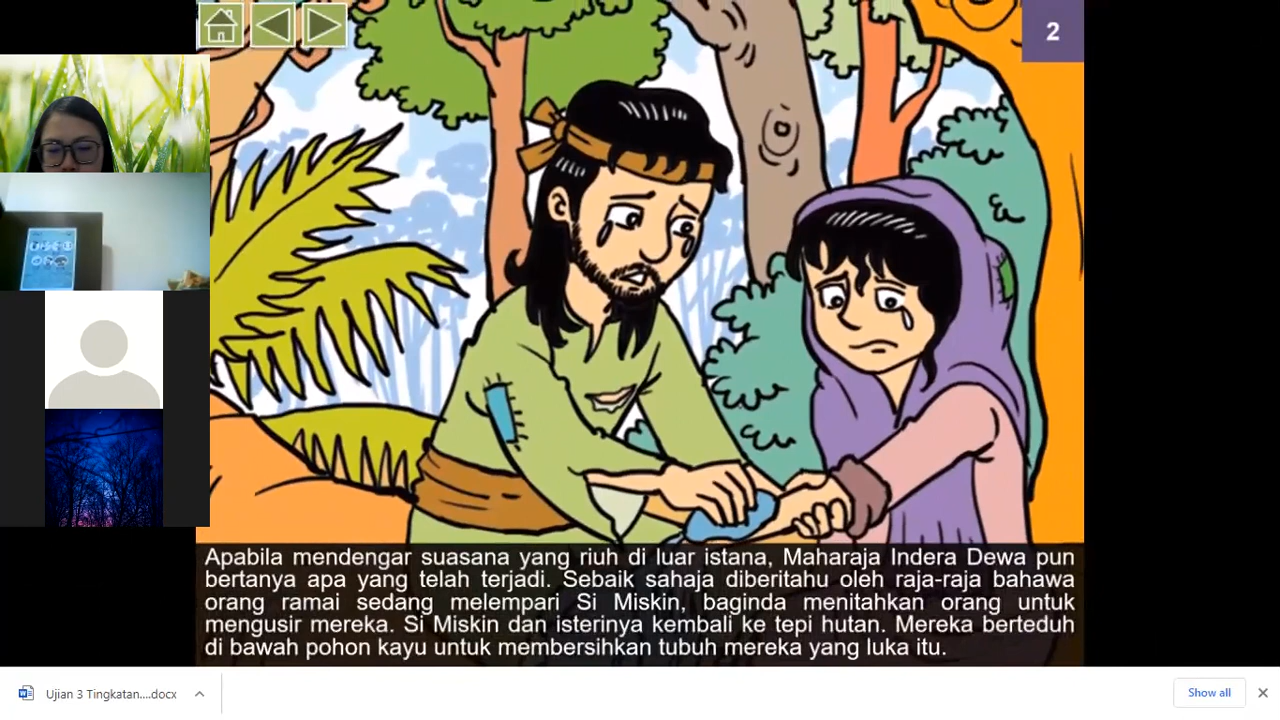 2
Apabila mendengar suasana yang riuh di luar istana, Maharaja Indera Dewa pun
bertanya apa yang telah terjadi. Sebaik sahaja diberitahu oleh raja-raja bahawa
orang ramai sedang melempari Si Miskin, baginda menitahkan orang untuk
mengusir mereka. Si Miskin dan isterinya kembali ke tepi hutan. Mereka berteduh
di bawah pohon kayu untuk membersihkan tubuh mereka yang luka itu.
Ujian 3 Tingkatan....docx
Show all